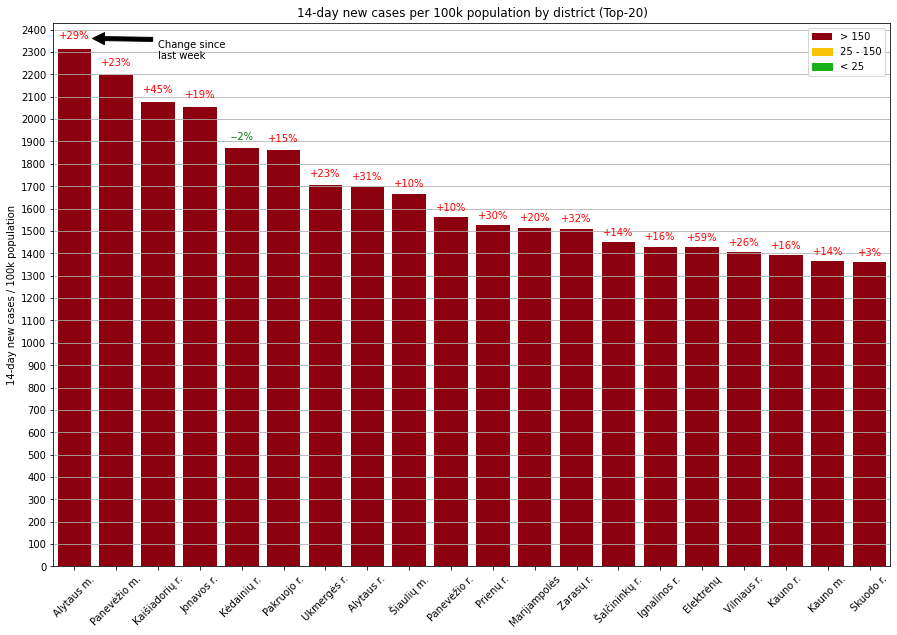 14-day new cases per 100k population by district (Top-20)
14-day new cases / 100k population
2400
2300
2200
2100
2000
1900
1800
1700
1600
1500
1400
1300
1200
1100
1000
900
800
700
600
500
400
300
200
100
0
+29%
Change since
last week
+23%
+45%
+19%
−2%
+15%
+23%
+31%
+10%
+10%
+30%
+20%
+32%
+14%
+16%
+59%
+26%
+16%
+14%
+3%
> 150
25 - 150
< 25
Alytaus m.
Panevėžio m.
Kaišiadorių r.
Jonavos r.
Kėdainių r.
Pakruojo r.
Ukmergės r.
Alytaus r.
Šiaulių m.
Panevėžio r.
Prienų r.
Marijampolės
Zarasų r.
Šalčininkų r.
Ignalinos r.
Elektrėnų
Vilniaus r.
Kauno r.
Kauno m.
Skuodo r.